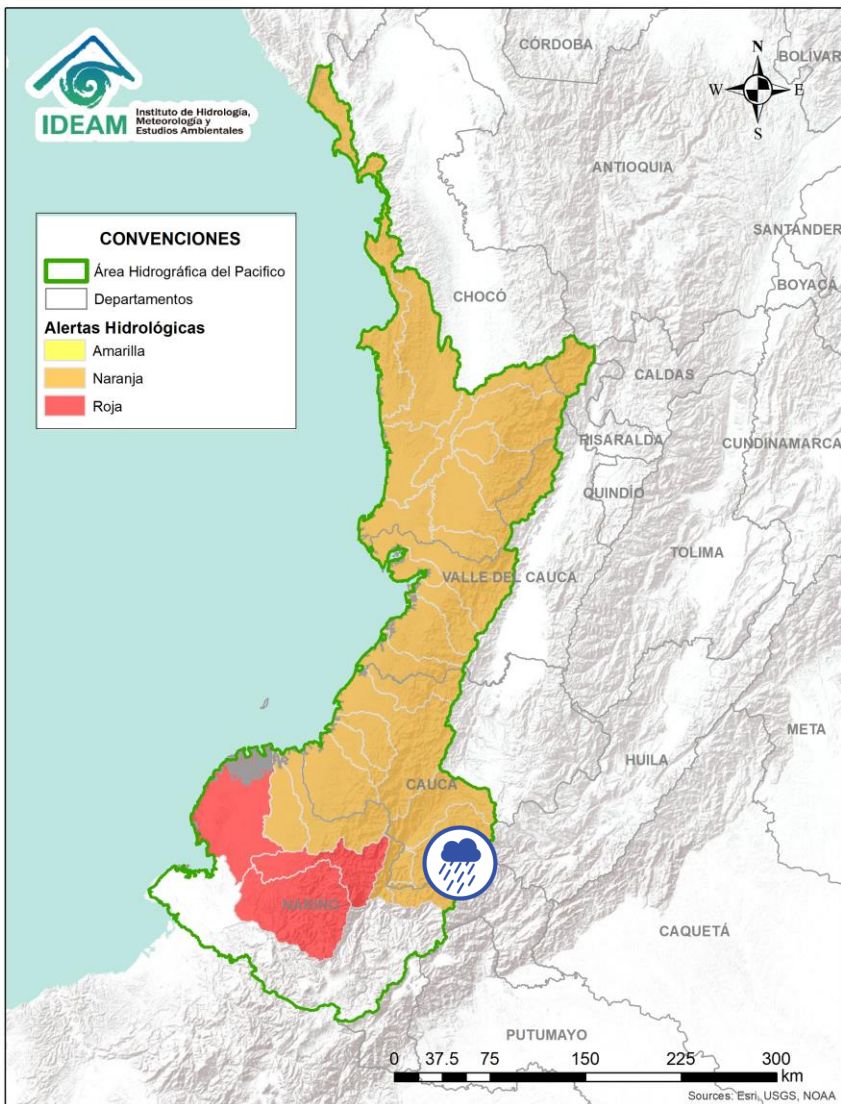 IDEAM
Instituto de Hidrología,
Meteorología y
Estudios Ambientales
CÓRDOBA
BOLÍVAR
N
W
E
S
ANTIOQUIA
SANTANDER
BOYACÁ
CONVENCIONES
Área Hidrográfica del Pacifico
Departamentos
Alertas Hidrológicas
Amarilla
Naranja
Roja
CHOCÓ
CALDAS
RISARALDA
CUNDINAMARCA
QUINDÍO
TOLIMA
VALLE DEL CAUCA
META
HUILA
CAUCA
NARIÑO
CAQUETÁ
PUTUMAYO
0 37.5 75 150 225 300
km
Sources: Esri, USGS, NOAA